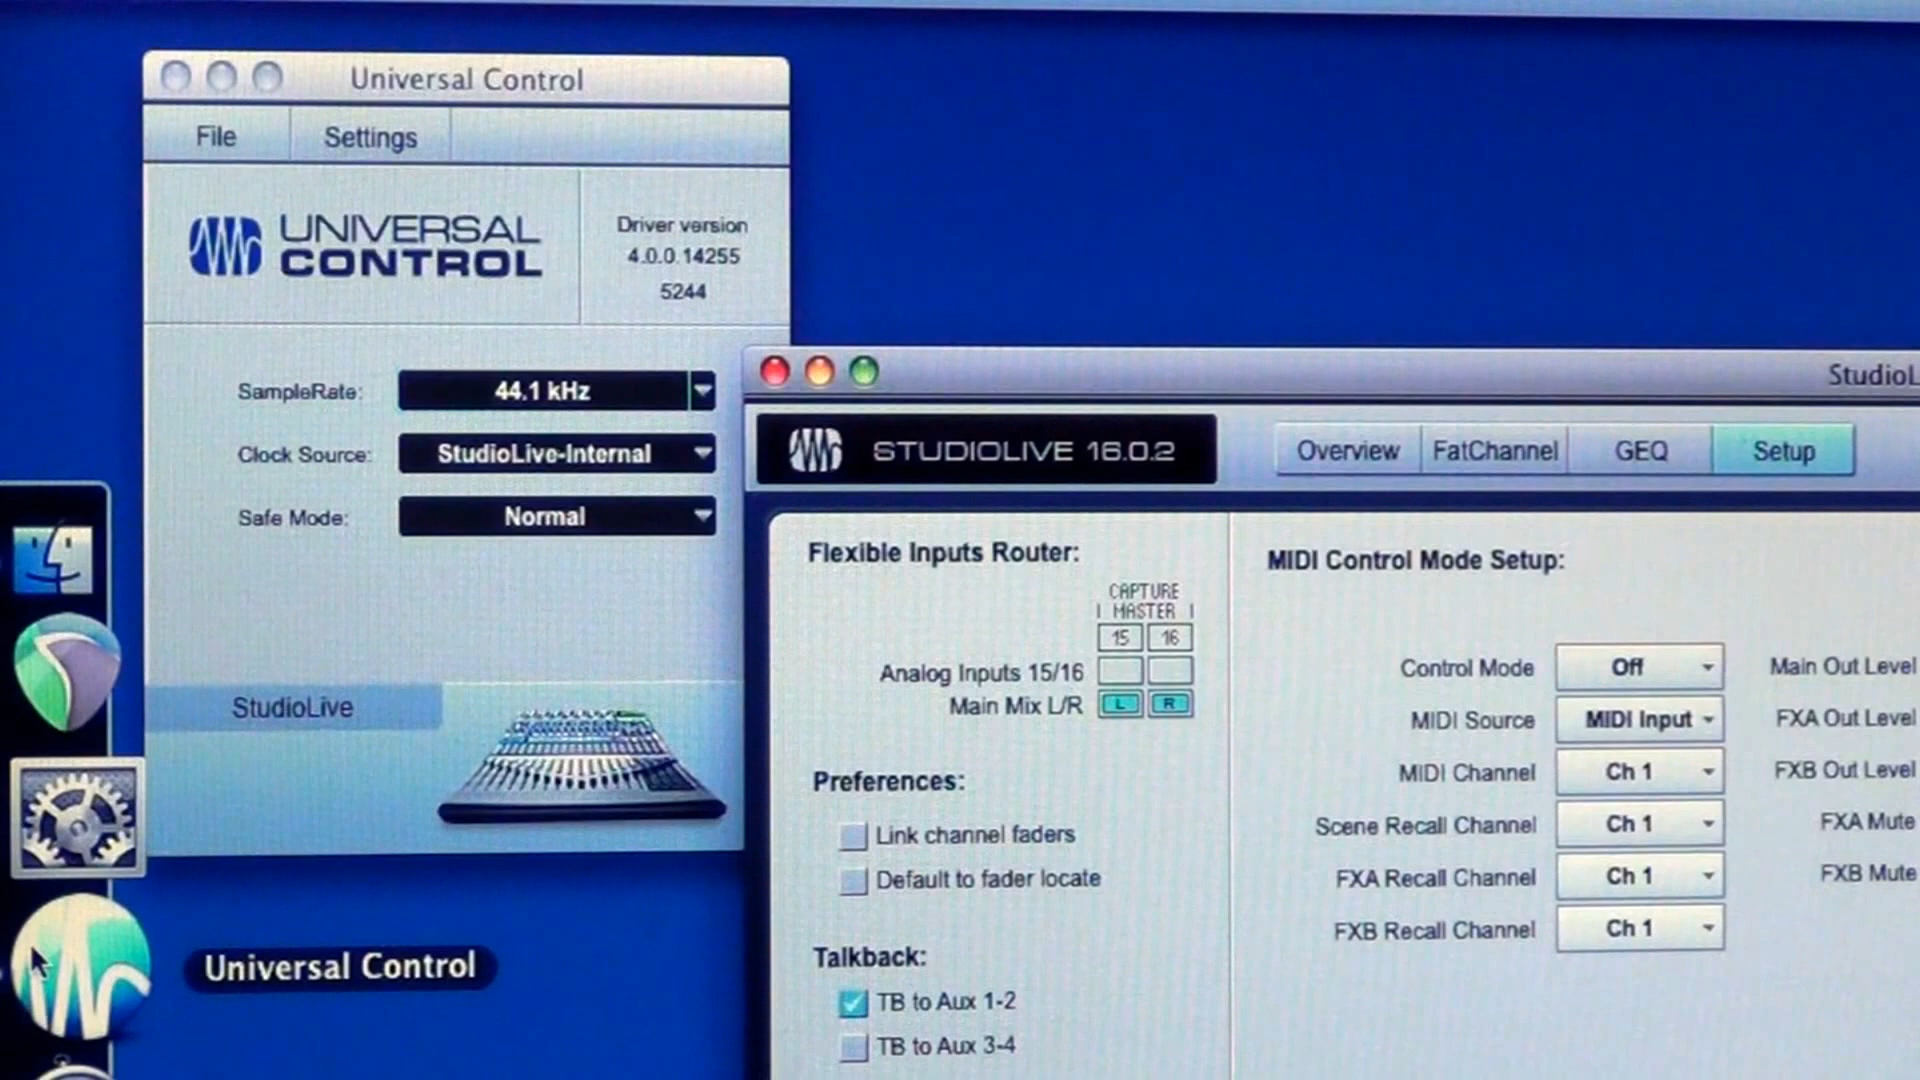 Universal Control
File Settings
UNIVERSAL
CONTROL
Driver version
4.0.0.14255
5244
SampleRate: 44.1 kHz
Clock Source: StudioLive-Internal
Safe Mode: Normal
StudioLive
Universal Control
StudioL
STUDIOLIVE 16.0.2
Overview FatChannel GEQ Setup
Flexible Inputs Router:
CAPTURE
MASTER
15 16
Analog Inputs 15/16
Main Mix L/R L R
Preferences:
Link channel faders
Default to fader locate
Talkback:
TB to Aux 1-2
TB to Aux 3-4
MIDI Control Mode Setup:
Control Mode Off Main Out Level
MIDI Source MIDI Input FXA Out Level
MIDI Channel Ch 1 FXB Out Level
Scene Recall Channel Ch 1 FXA Mute
FXA Recall Channel Ch 1 FXB Mute
FXB Recall Channel Ch 1